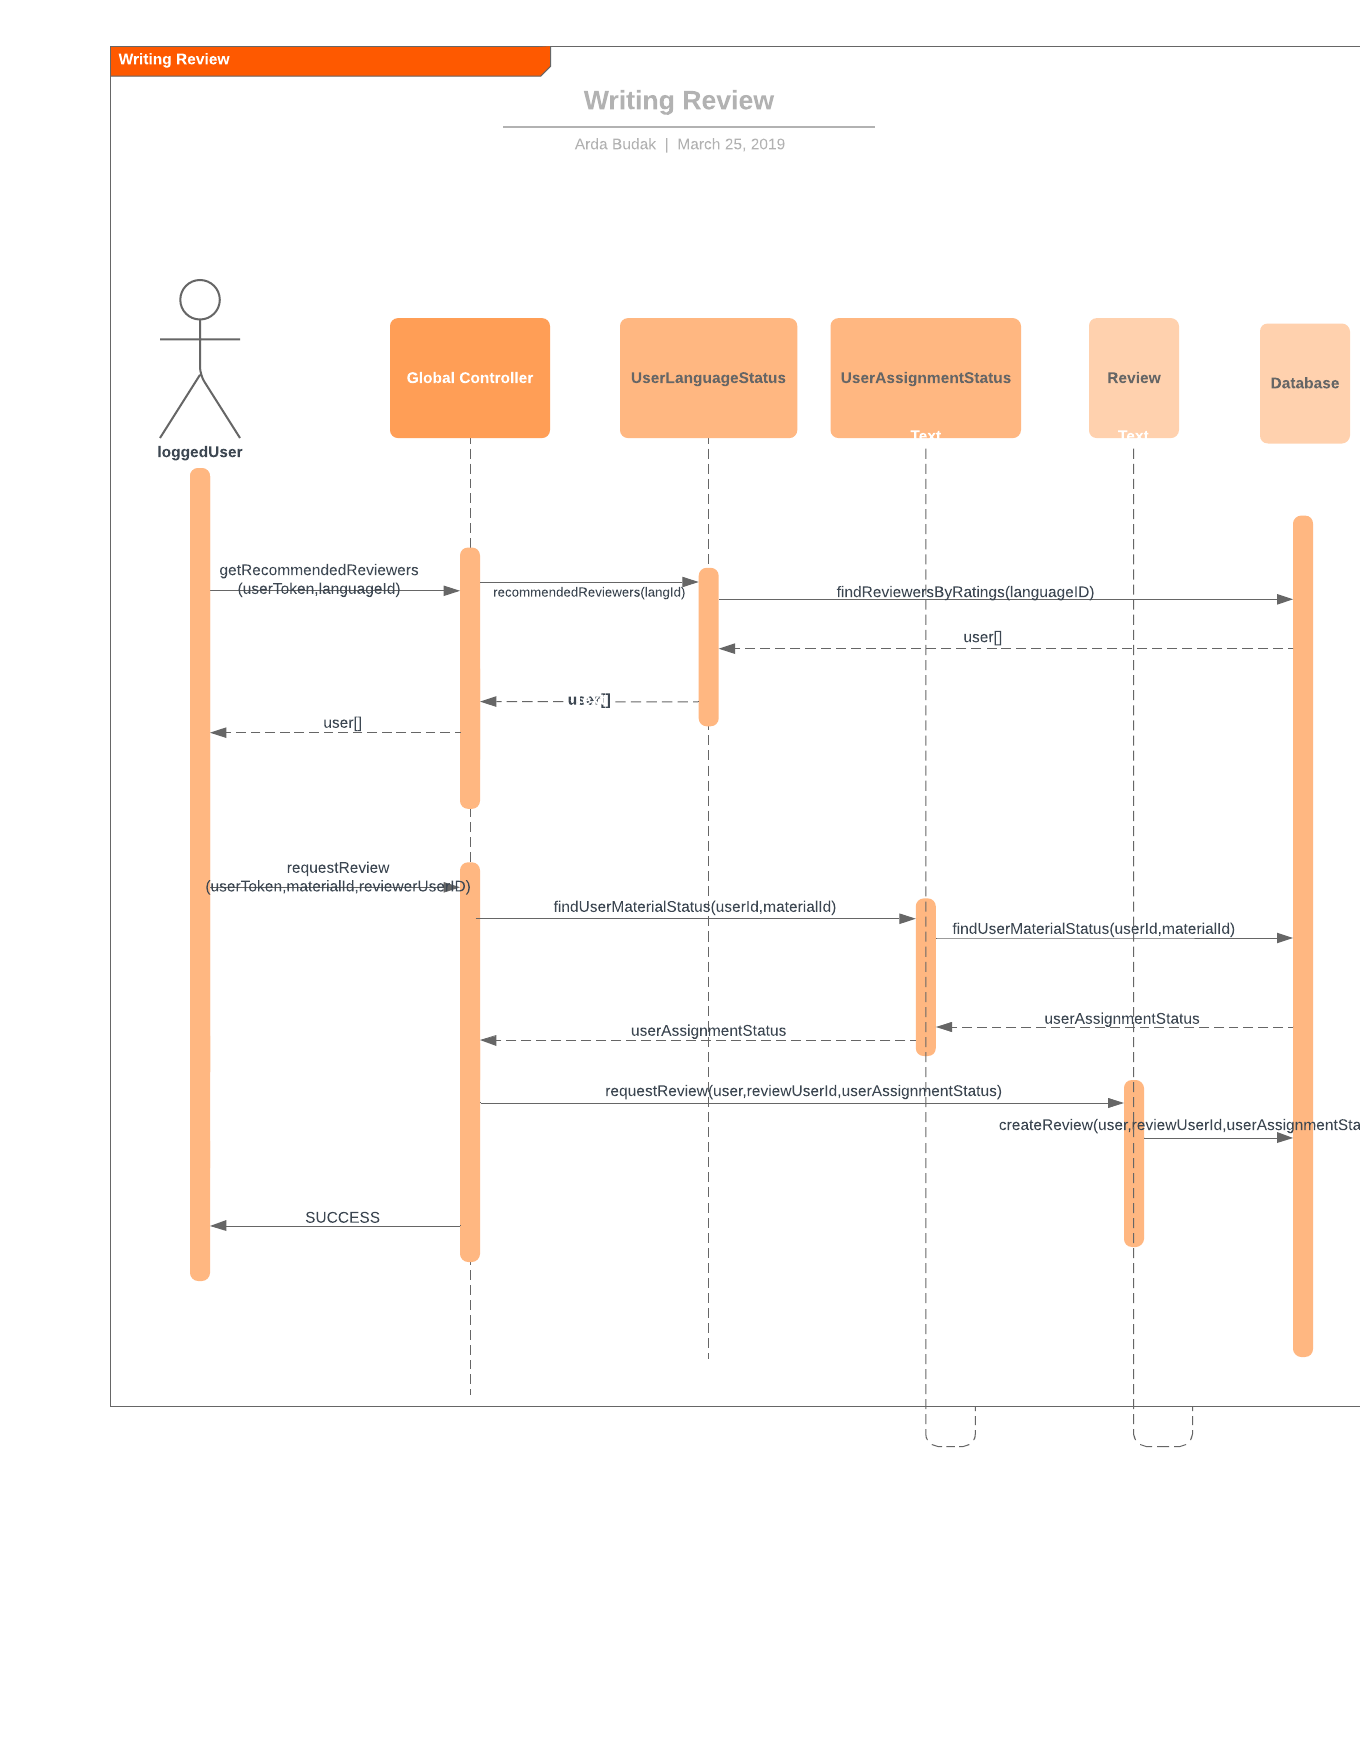 Writing Review
Writing Review
Arda Budak | March 25, 2019
Global Controller
UserLanguageStatus
UserAssignmentStatus
Review
Database
Text
Text
loggedUser
getRecommendedReviewers
(userToken,languageId)
recommendedReviewers(langId)
findReviewersByRatings(languageID)
user[]
user[]
user[]
requestReview
(userToken,materialId,reviewerUserID)
findUserMaterialStatus(userId,materialId)
findUserMaterialStatus(userId,materialId)
userAssignmentStatus
userAssignmentStatus
requestReview(user,reviewUserId,userAssignmentStatus)
createReview(user,reviewUserId,userAssignmentSta
SUCCESS